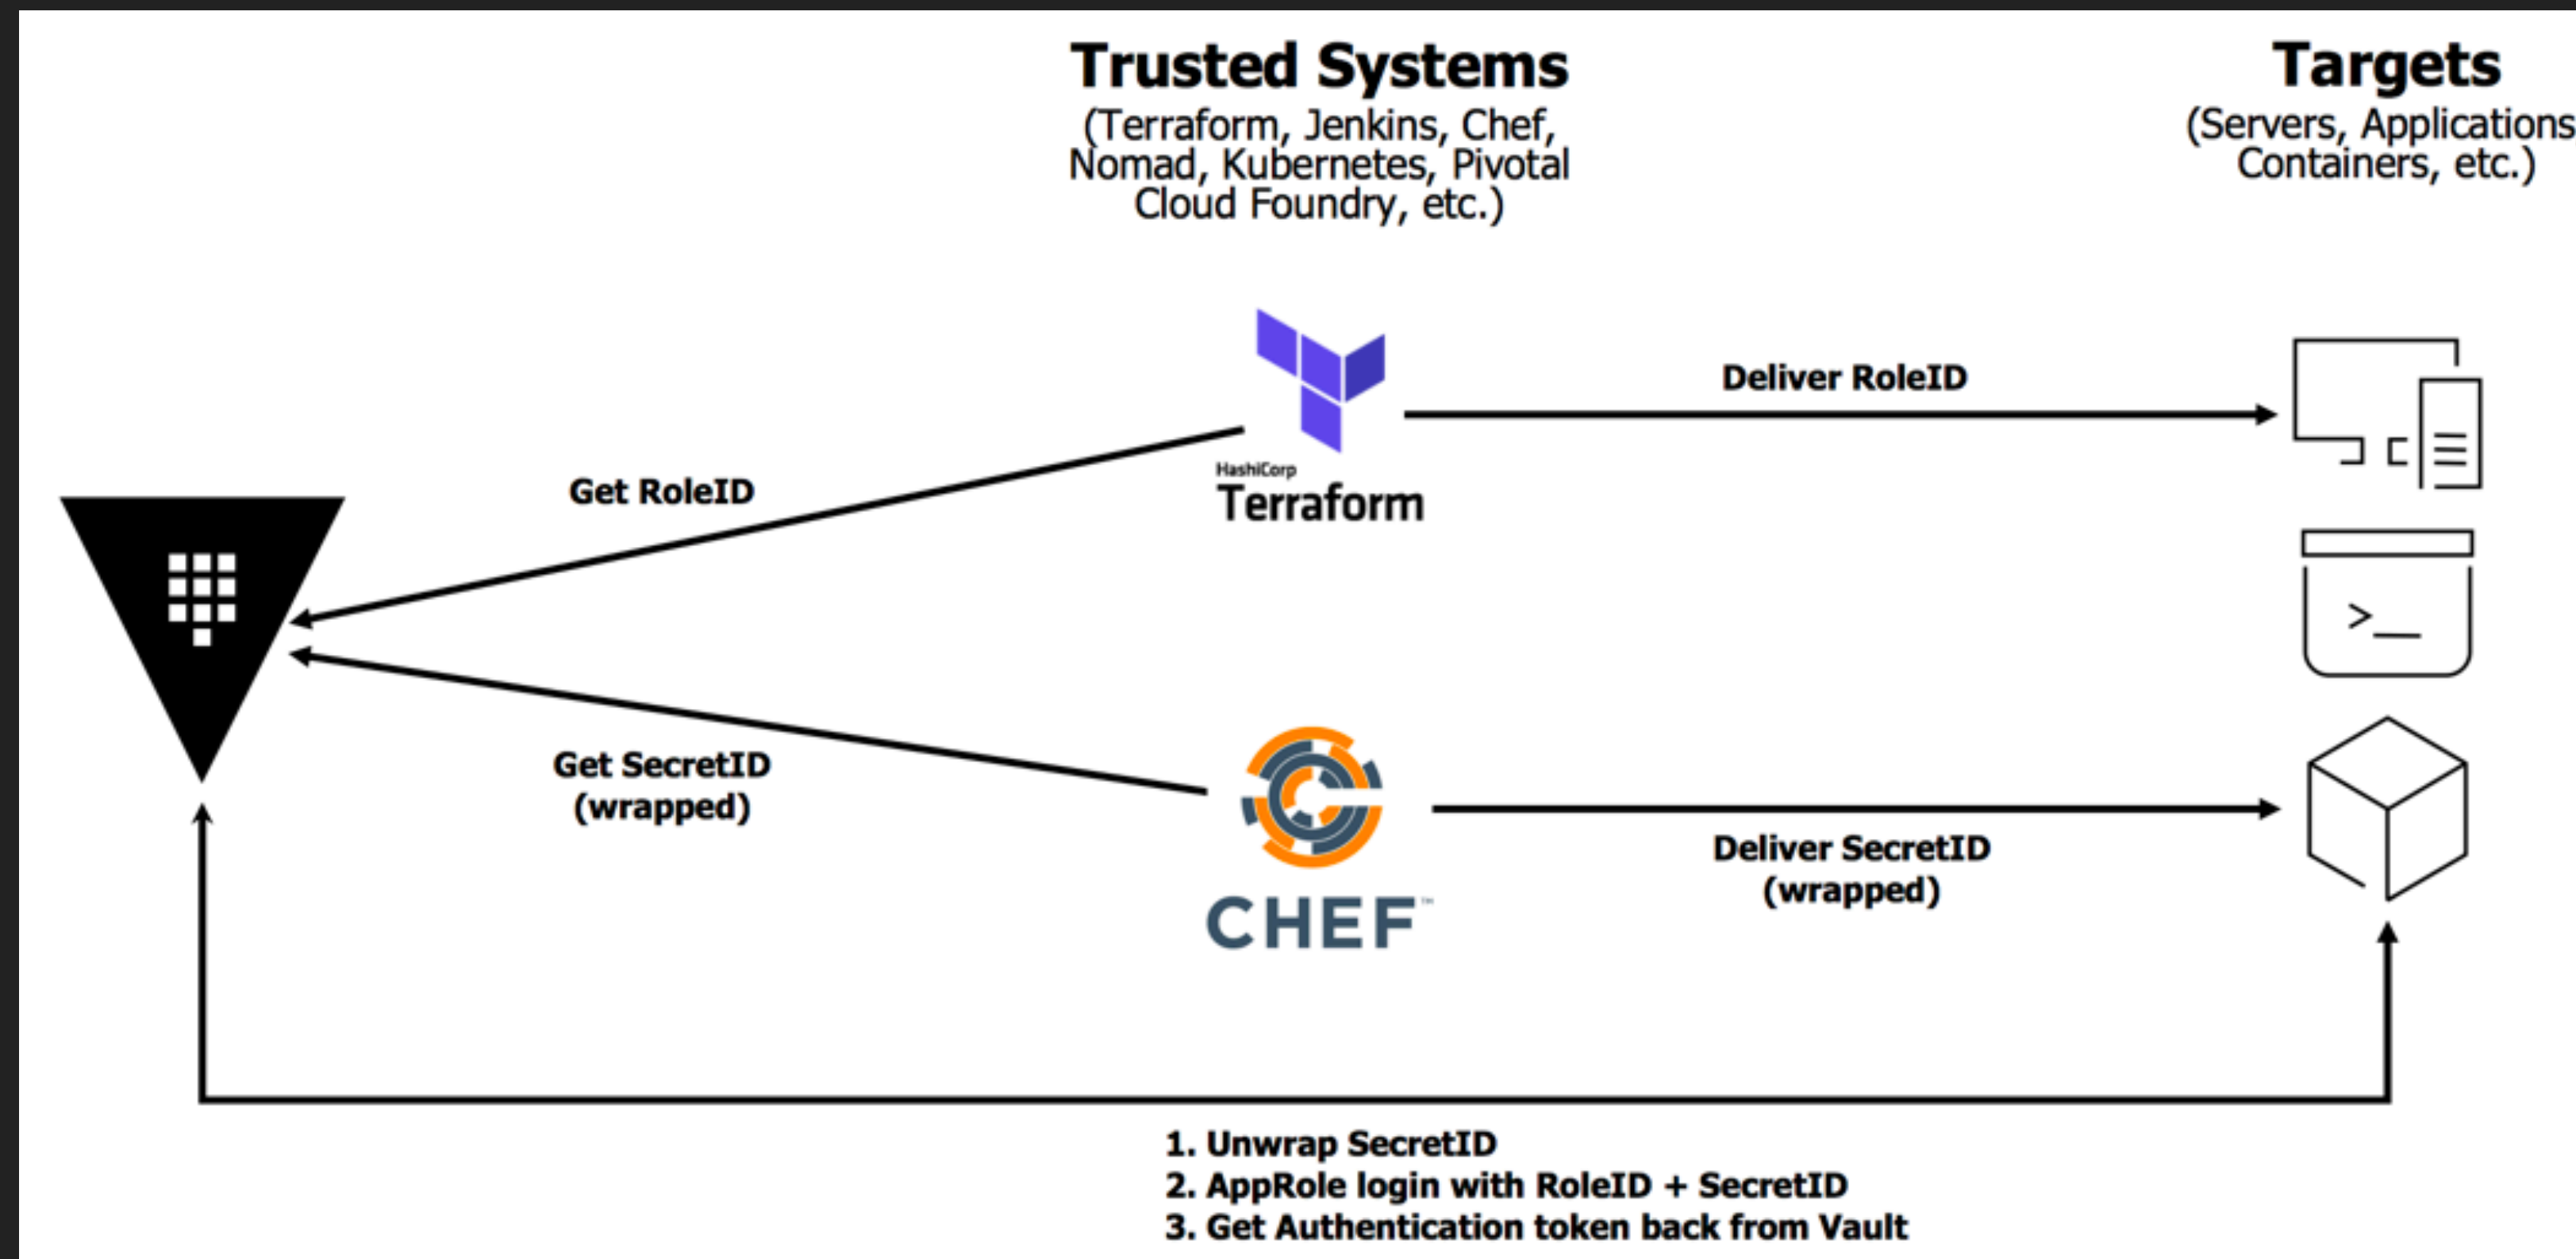 Trusted Systems
(Terraform, Jenkins, Chef,
Nomad, Kubernetes, Pivotal
Cloud Foundry, etc.)
Targets
(Servers, Applications
Containers, etc.)
Deliver RoleID
Get RoleID
HashiCorp
Terraform
>_
Get SecretID
(wrapped)
CHEF™
Deliver SecretID
(wrapped)
1. Unwrap SecretID
2. AppRole login with RoleID + SecretID
3. Get Authentication token back from Vault